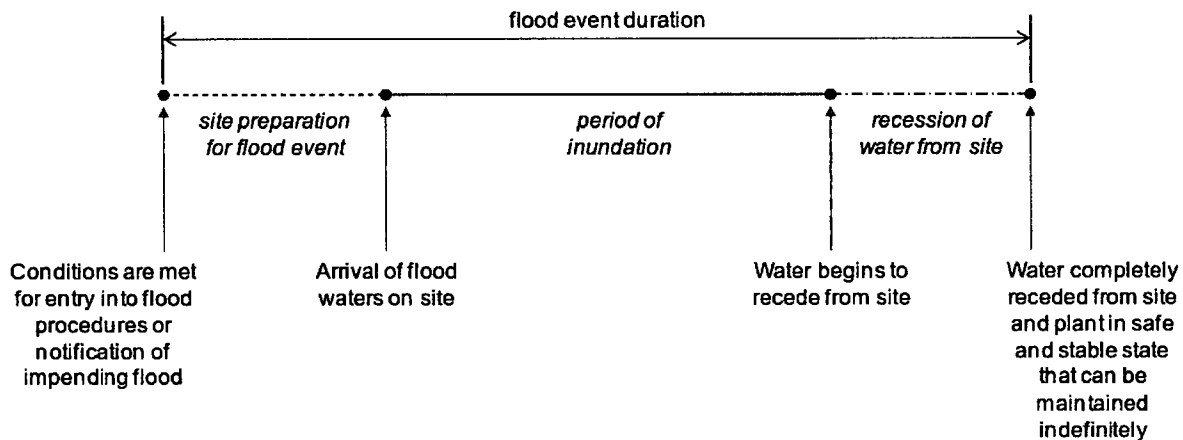 flood event duration
site preparation
for flood event
period of
inundation
recession of
water from site
Conditions are met
for entry into flood
procedures or
notification of
impending flood
Arrival of flood
waters on site
Water begins to
recede from site
Water completely
receded from site
and plant in safe
and stable state
that can be
maintained
indefinitely